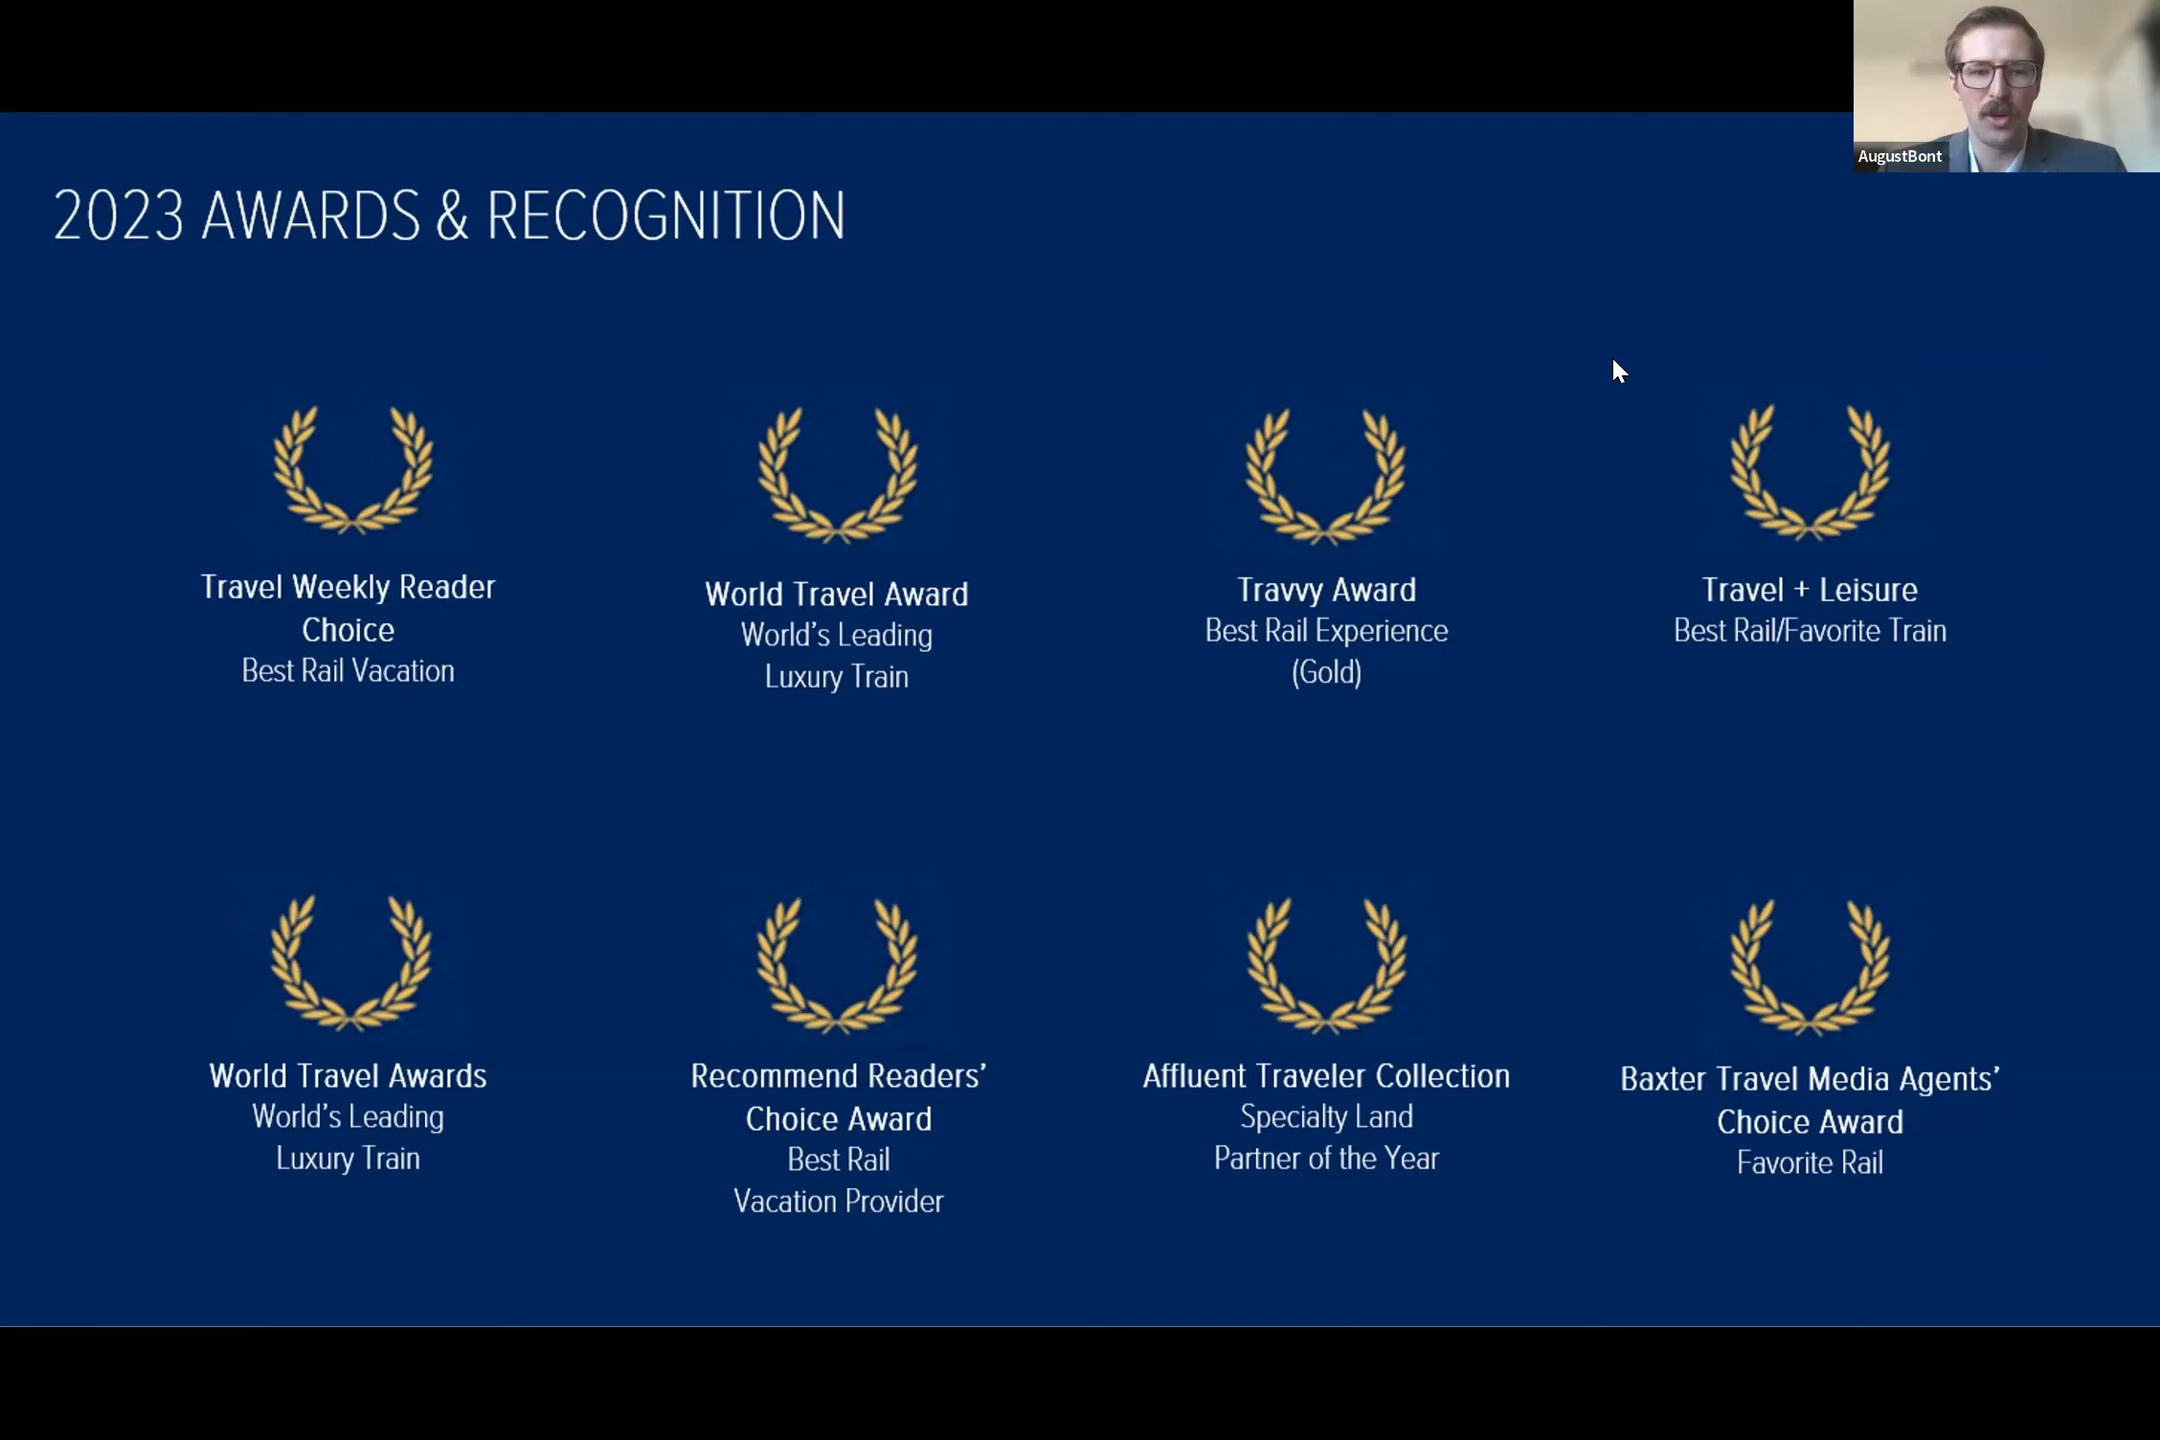 AugustBont
2023 AWARDS & RECOGNITION
Travel Weekly Reader
Choice
Best Rail Vacation
World Travel Award
World’s Leading
Luxury Train
Travvy Award
Best Rail Experience
(Gold)
Travel + Leisure
Best Rail/Favorite Train
World Travel Awards
World’s Leading
Luxury Train
Recommend Readers’
Choice Award
Best Rail
Vacation Provider
Affluent Traveler Collection
Specialty Land
Partner of the Year
Baxter Travel Media Agents’
Choice Award
Favorite Rail